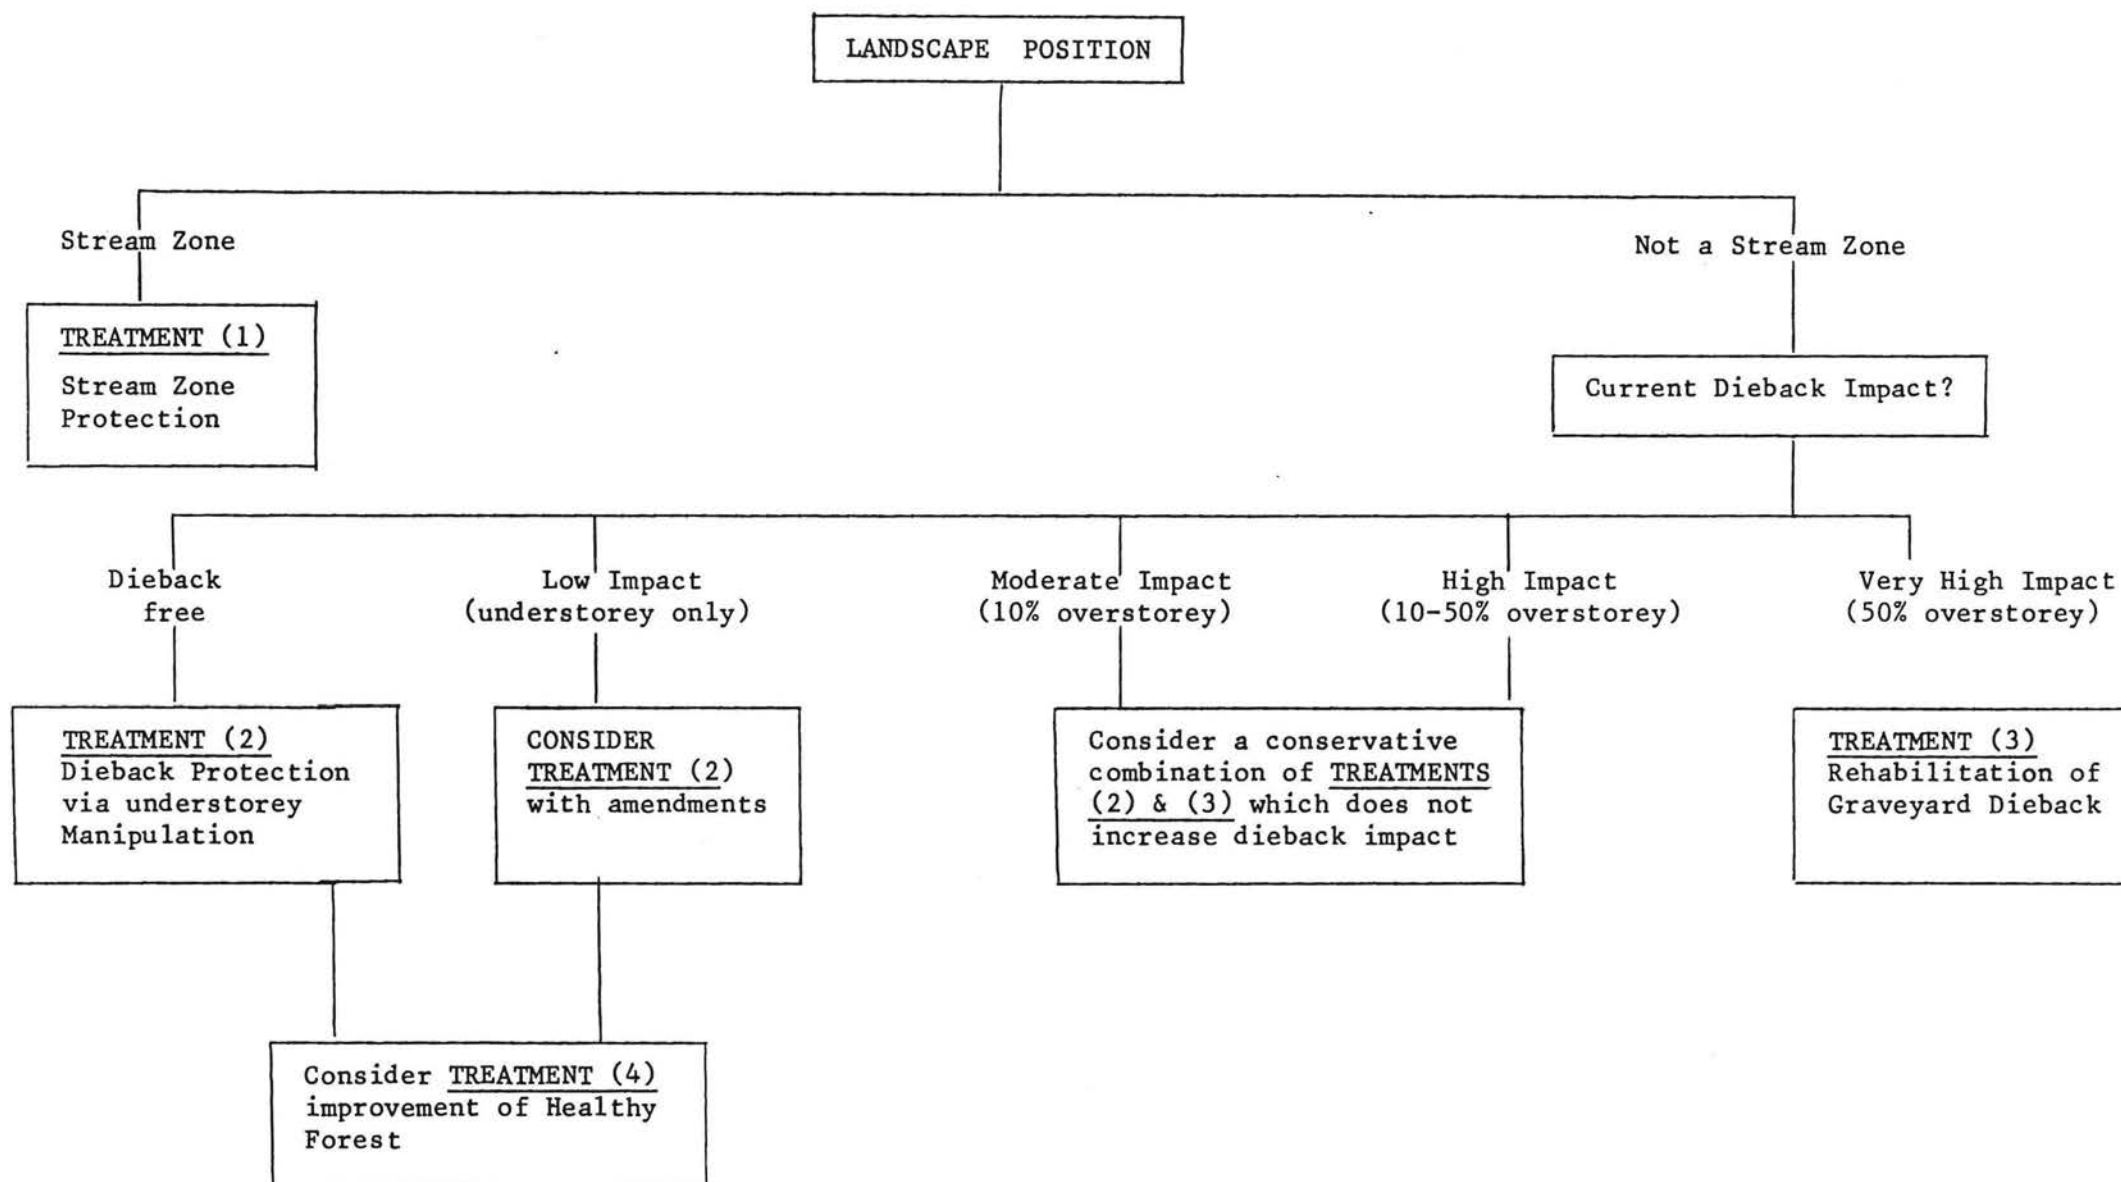 LANDSCAPE POSITION
Stream Zone
Not a Stream Zone
TREATMENT (1)
Stream Zone
Protection
Current Dieback Impact?
Dieback
free
Low Impact
(understorey only)
Moderate Impact
(10% overstorey)
High Impact
(10-50% overstorey)
Very High Impact
(50% overstorey)
TREATMENT (2)
Dieback Protection
via understorey
Manipulation
CONSIDER
TREATMENT (2)
with amendments
Consider a conservative
combination of TREATMENTS
(2) & (3) which does not
increase dieback impact
TREATMENT (3)
Rehabilitation of
Graveyard Dieback
Consider TREATMENT (4)
improvement of Healthy
Forest